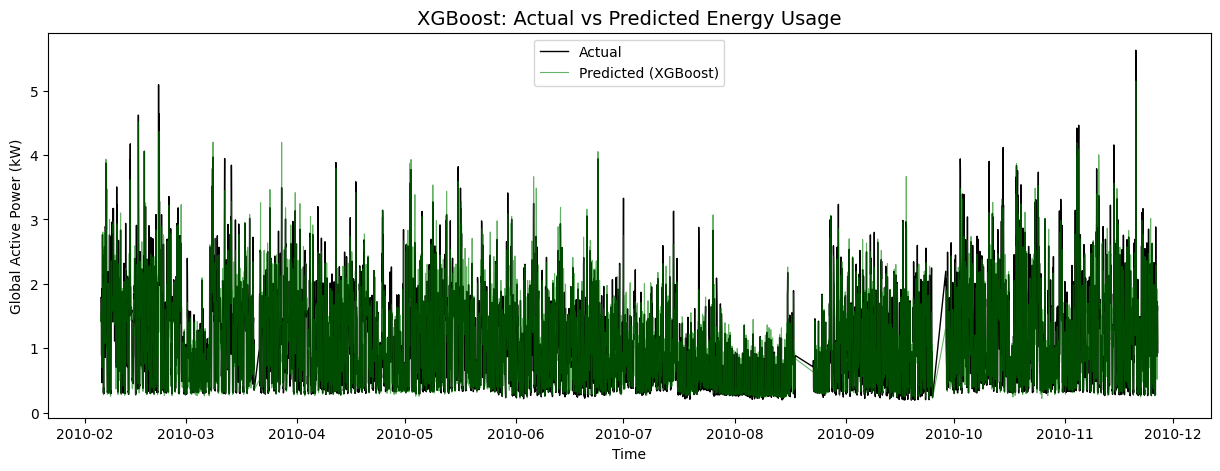 XGBoost: Actual vs Predicted Energy Usage
Actual
Predicted (XGBoost)
Global Active Power (kW)
5
4
3
2
1
0
2010-02 2010-03 2010-04 2010-05 2010-06 2010-07 2010-08 2010-09 2010-10 2010-11 2010-12
Time